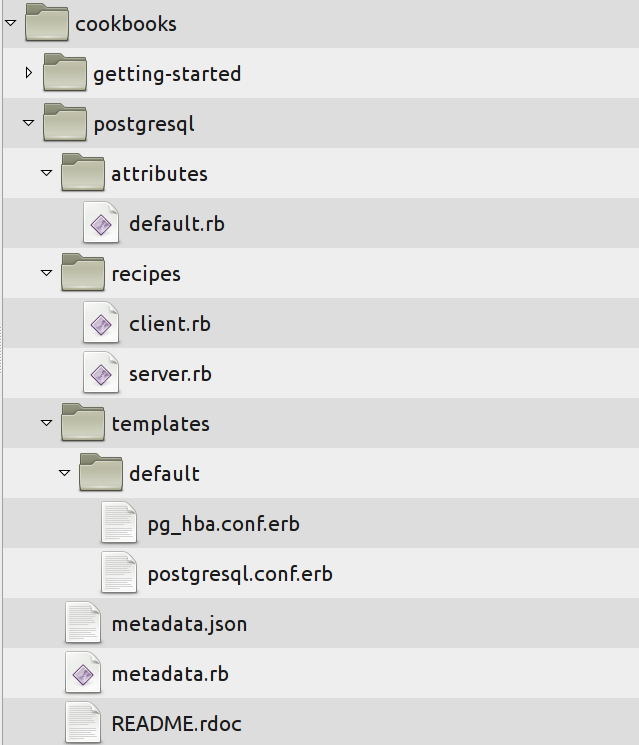 cookbooks
getting-started
postgresql
attributes
default.rb
recipes
client.rb
server.rb
templates
default
pg_hba.conf.erb
postgresql.conf.erb
metadata.json
metadata.rb
README.rdoc